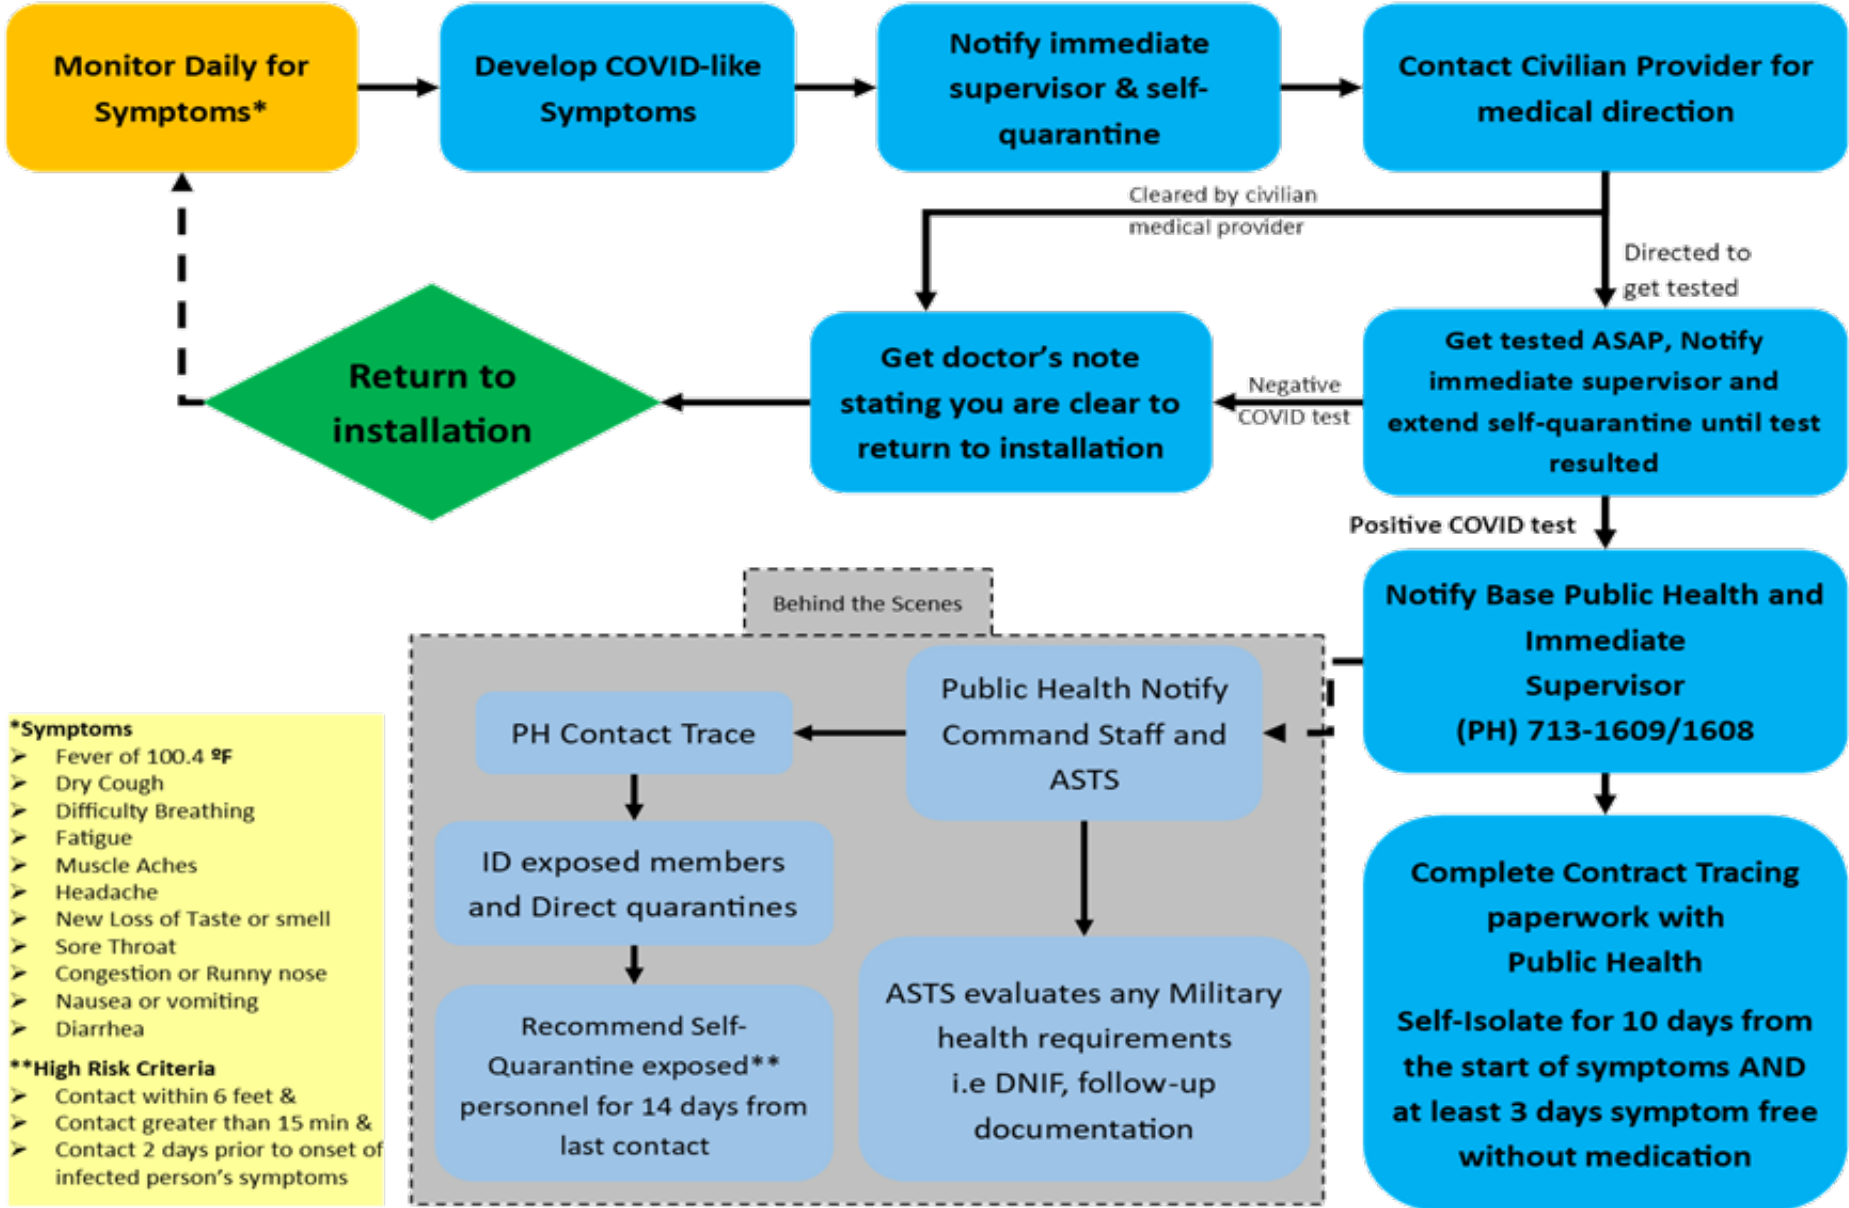 Monitor Daily for
Symptoms*
Develop COVID-like
Symptoms
Notify immediate
supervisor & self-
quarantine
Contact Civilian Provider for
medical direction
Cleared by civilian
medical provider
Directed to
get tested
Return to
installation
Get doctor's note
stating you are clear to
return to installation
Negative
COVID test
Get tested ASAP, Notify
immediate supervisor and
extend self-quarantine until test
resulted
Positive COVID test
Notify Base Public Health and
Immediate
Supervisor
(PH) 713-1609/1608
Behind the Scenes
Public Health Notify
Command Staff and
ASTS
PH Contact Trace
ID exposed members
and Direct quarantines
Recommend Self-
Quarantine exposed**
personnel for 14 days from
last contact
ASTS evaluates any Military
health requirements
i.e DNIF, follow-up
documentation
Complete Contract Tracing
paperwork with
Public Health
Self-Isolate for 10 days from
the start of symptoms AND
at least 3 days symptom free
without medication
*Symptoms
➢ Fever of 100.4 ºF
➢ Dry Cough
➢ Difficulty Breathing
➢ Fatigue
➢ Muscle Aches
➢ Headache
➢ New Loss of Taste or smell
➢ Sore Throat
➢ Congestion or Runny nose
➢ Nausea or vomiting
➢ Diarrhea
**High Risk Criteria
➢ Contact within 6 feet &
➢ Contact greater than 15 min &
➢ Contact 2 days prior to onset of
infected person's symptoms